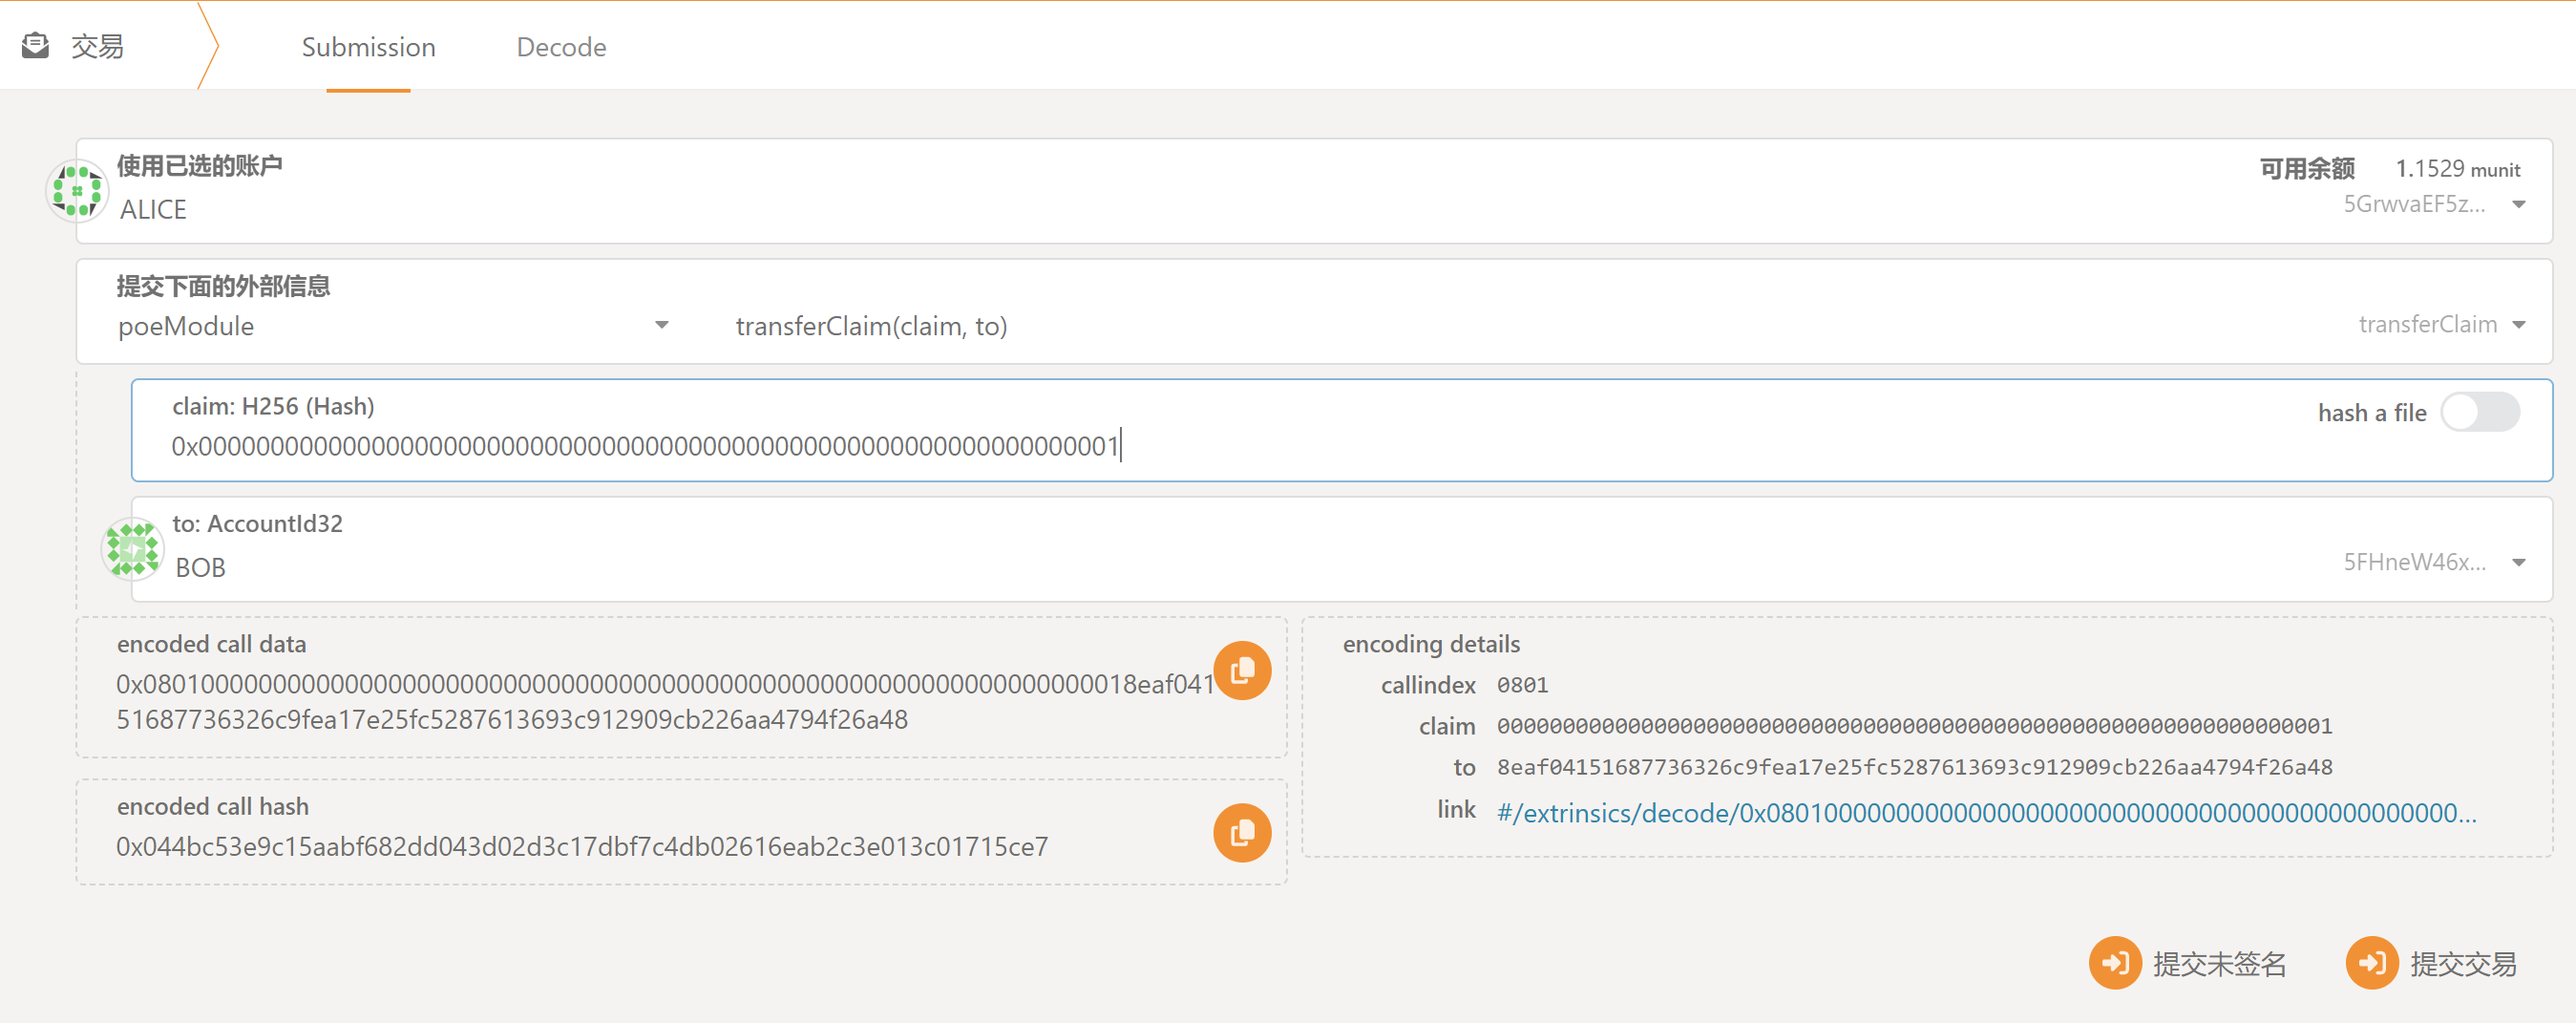 交易
Submission
Decode
使用已选的账户
可用余额 1.1529 munit
ALICE
5GrwvaEF5z...
提交下面的外部信息
poeModule
transferClaim(claim, to)
transferClaim
claim: H256 (Hash)
hash a file
0x0000000000000000000000000000000000000000000000000000000000000001
to: AccountId32
BOB
5FHneW46x...
encoded call data
0x080100000000000000000000000000000000000000000000000000000000000000018eaf041
51687736326c9fea17e25fc5287613693c912909cb226aa4794f26a48
encoded call hash
0x044bc53e9c15aabf682dd043d02d3c17dbf7c4db02616eab2c3e013c01715ce7
encoding details
callindex 0801
claim 0000000000000000000000000000000000000000000000000000000000000001
to 8eaf04151687736326c9fea17e25fc5287613693c912909cb226aa4794f26a48
link #/extrinsics/decode/0x080100000000000000000000000000000000000000000000...
提交未签名
提交交易